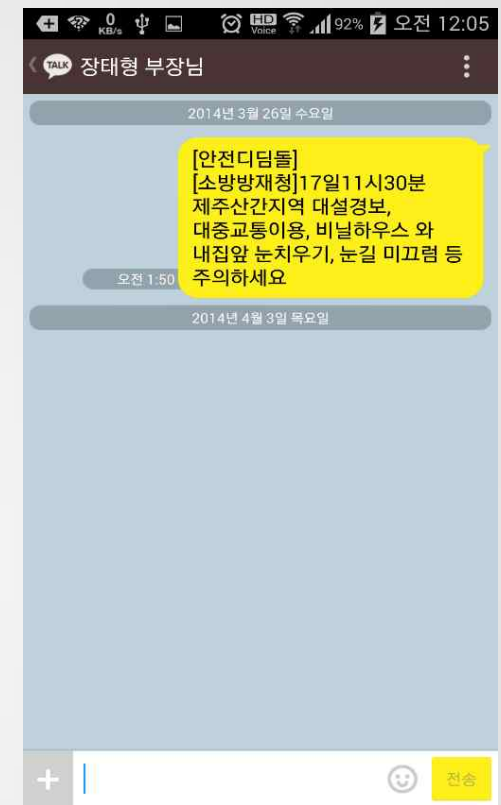 0
KB/s
HD
Voice
92%
오전 12:05
TALK 장태형 부장님
2014년 3월 26일 수요일
[안전디딤돌]
[소방방재청]17일11시30분
제주산간지역 대설경보,
대중교통이용, 비닐하우스 와
내집앞 눈치우기, 눈길 미끄럼 등
주의하세요
오전 1:50
2014년 4월 3일 목요일
전송